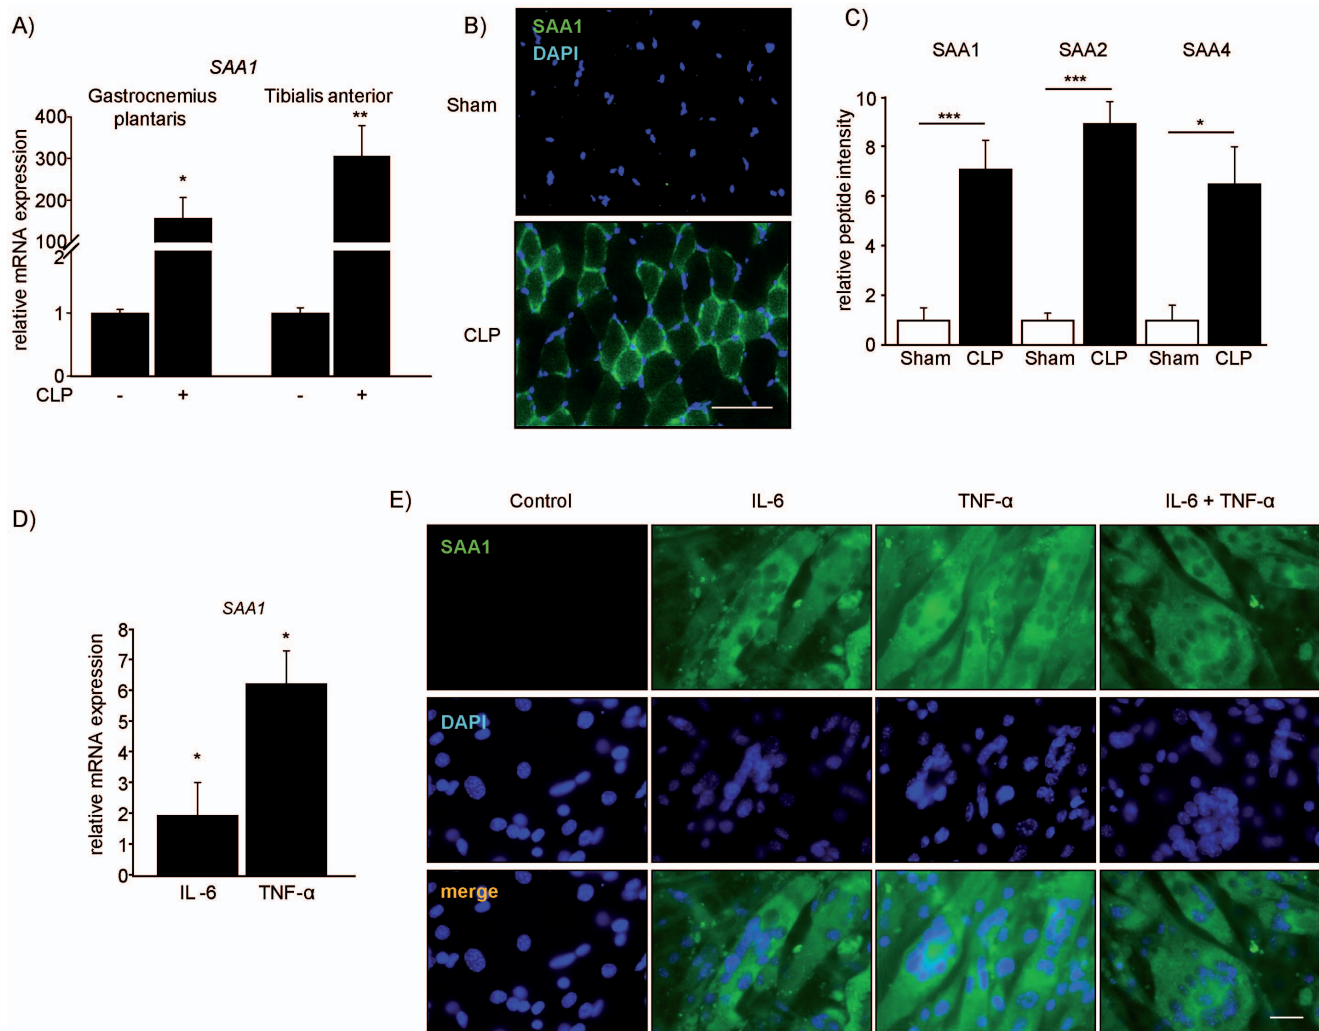 A)
SAA1
Gastrocnemius
plantaris
Tibialis anterior
relative mRNA expression
400
300
200
100
2
1
0
*
**
CLP
-
+
-
+
B)
SAA1
DAPI
Sham
CLP
C)
SAA1
SAA2
SAA4
relative peptide intensity
10
8
6
4
2
0
***
***
*
Sham
CLP
Sham
CLP
Sham
CLP
D)
SAA1
relative mRNA expression
8
7
6
5
4
3
2
1
0
*
*
IL-6
TNF-α
E)
Control
IL-6
TNF-α
IL-6 + TNF-α
SAA1
DAPI
merge